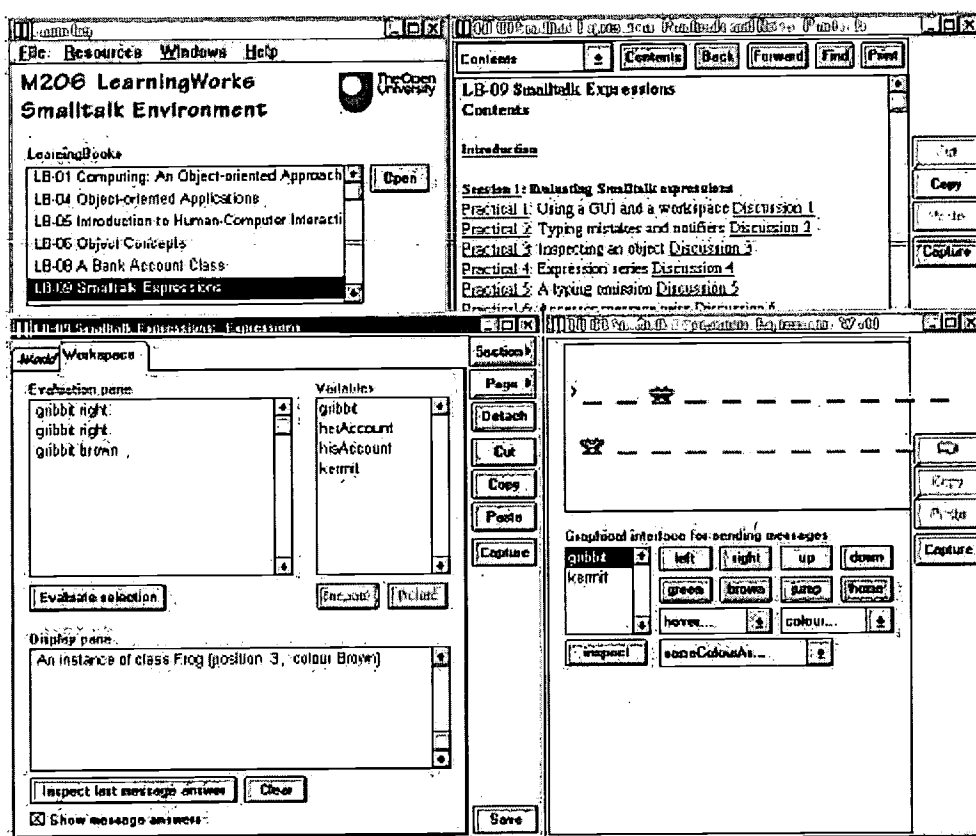 File Resources Windows Help
M206 LearningWorks
Smalltalk Environment
The Open
University
LearningBooks
LB-01 Computing: An Object-oriented Approach
LB-04 Object-oriented Applications
LB-05 Introduction to Human-Computer Interacti
LB-06 Object Concepts
LB-08 A Bank Account Class
LB-09 Smalltalk Expressions
Open
Contents
Contents Back Forward Find Print
LB-09 Smalltalk Expressions
Contents
Introduction
Session 1: Evaluating Smalltalk expressions
Practical 1: Using a GUI and a workspace Discussion 1
Practical 2: Typing mistakes and notifiers Discussion 2
Practical 3: Inspecting an object Discussion 3
Practical 4: Expression series Discussion 4
Practical 5: A typing omission Discussion 5
Copy
Capture
LB-09 Smalltalk Expressions: Expressions
World Workspace
Evaluation pane
gribbit right.
gribbit right.
gribbit brown
Variables
gribbit
herAccount
hisAccount
kermit
Evaluate selection
Display pane
An instance of class Frog (position 3, colour Brown)
Inspect last message answer Clear
Show message answers
Section
Page
Detach
Cut
Copy
Paste
Capture
Save
Graphical interface for sending messages
gribbit
kermit
left right up down
green brown jump home
hover.... colour...
inspect sameColourAs...
Copy
Paste
Capture